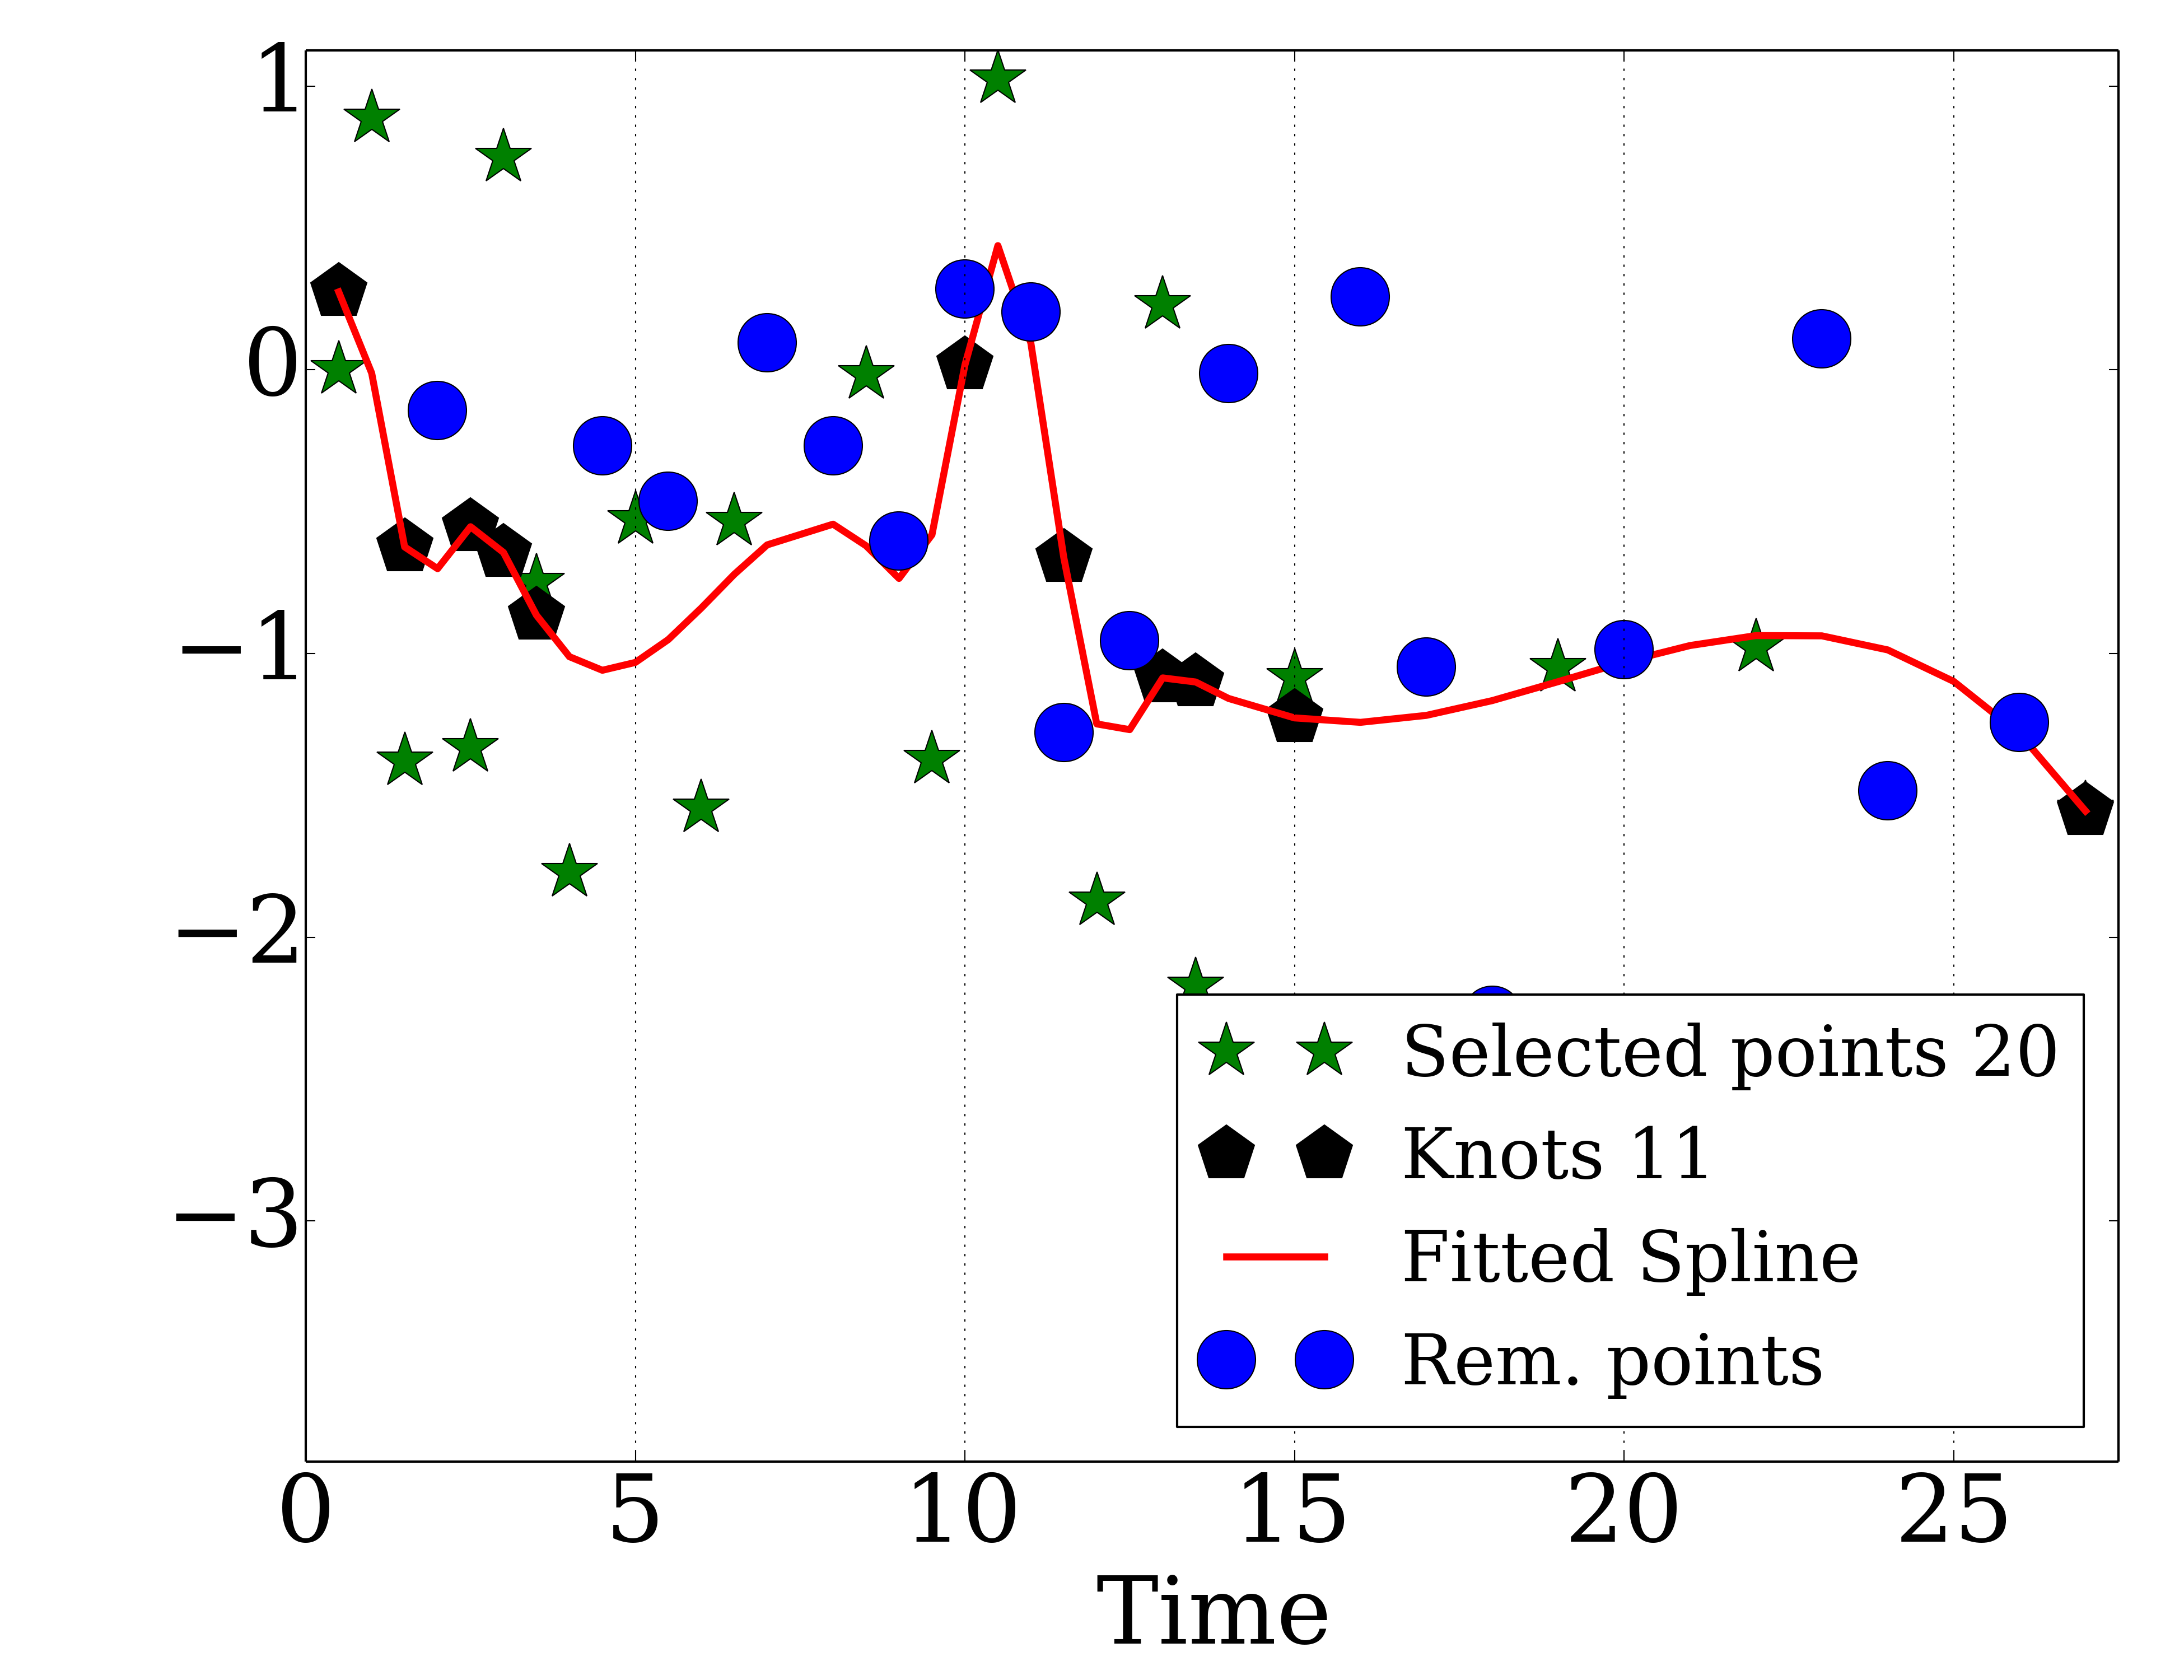 1
0
−1
−2
−3
Selected points 20
Knots 11
Fitted Spline
Rem. points
0 5 10 15 20 25
Time